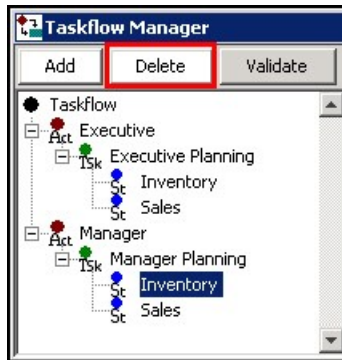 Taskflow Manager
Add Delete Validate
Taskflow
Act Executive
Tsk Executive Planning
St Inventory
St Sales
Act Manager
Tsk Manager Planning
St Inventory
St Sales